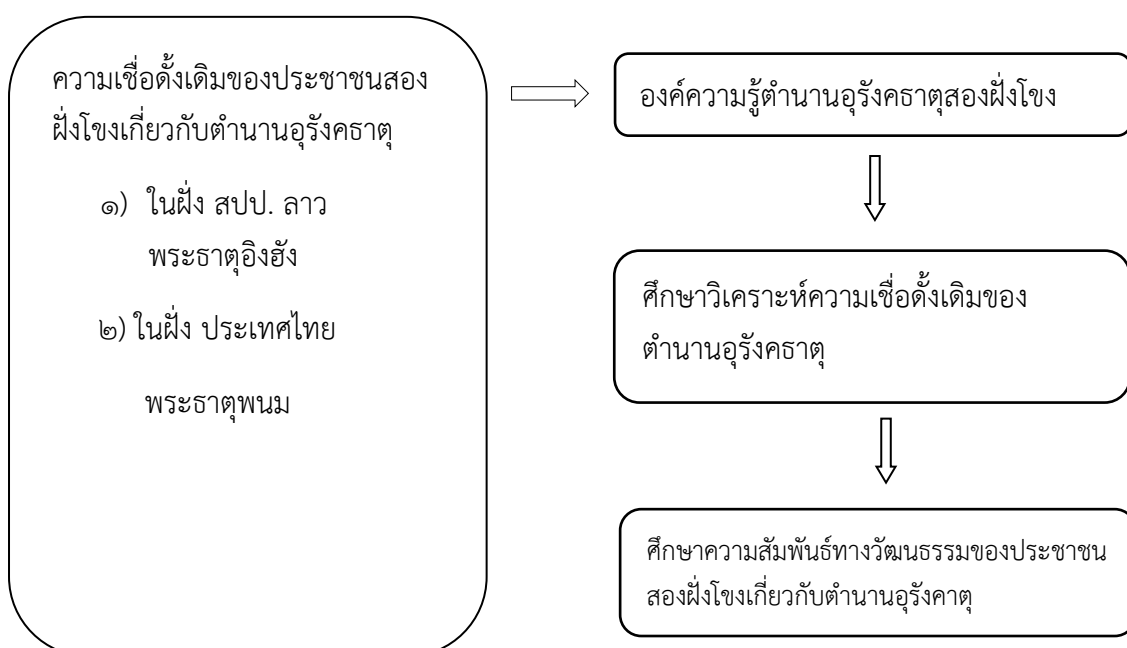 ความเชื่อดั้งเดิมของประชาชนสอง
ฝั่งโขงเกี่ยวกับตำนานอุรังคธาตุ
๑) ในฝั่ง สปป. ลาว
พระธาตุอิงฮัง
๒) ในฝั่ง ประเทศไทย
พระธาตุพนม
องค์ความรู้ตำนานอุรังคธาตุสองฝั่งโขง
ศึกษาวิเคราะห์ความเชื่อดั้งเดิมของ
ตำนานอุรังคธาตุ
ศึกษาความสัมพันธ์ทางวัฒนธรรมของประชาชน
สองฝั่งโขงเกี่ยวกับตำนานอุรังคาตุ